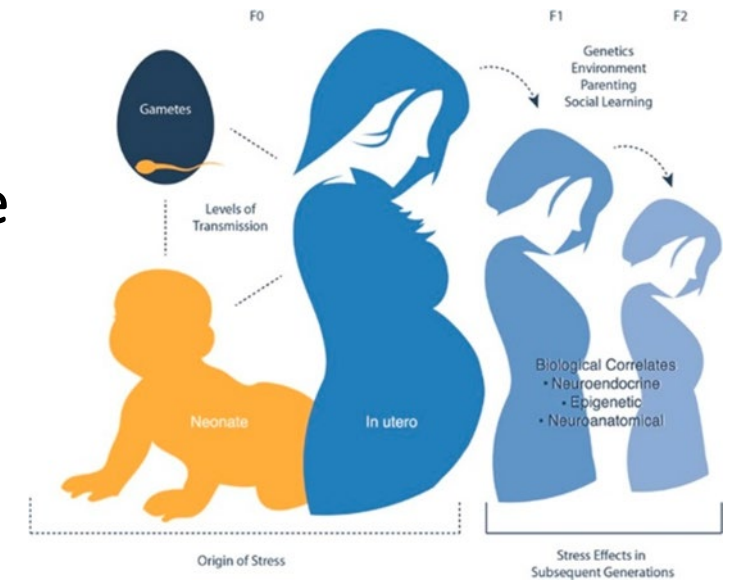 F0
F1
F2
Genetics
Environment
Parenting
Social Learning
Gametes
e
Levels of
Transmission
Biological Correlates
• Neuroendocrine
• Epigenetic
• Neuroanatomical
Neonate
In utero
Origin of Stress
Stress Effects in
Subsequent Generations